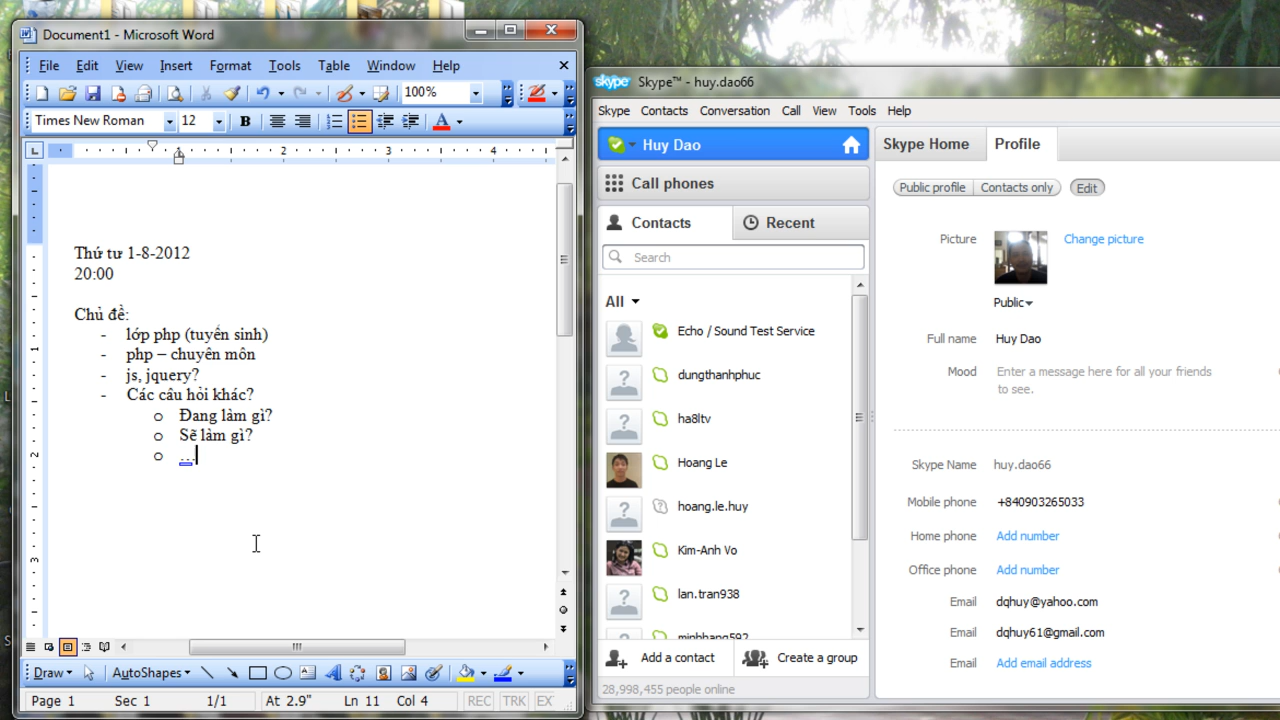 Document1 - Microsoft Word
File Edit View Insert Format Tools Table Window Help
100%
Times New Roman 12 B A
2 3 4
Thứ tư 1-8-2012
20:00
Chủ đề:
- lớp php (tuyển sinh)
- php – chuyên môn
- js, jquery?
- Các câu hỏi khác?
o Đang làm gì?
o Sẽ làm gì?
o ...
1
2
3
Draw AutoShapes
Page 1 Sec 1 1/1 At 2.9" Ln 11 Col 4 REC TRK EX
Skype™ - huy.dao66
Skype Contacts Conversation Call View Tools Help
Huy Dao
Call phones
Contacts Recent
Search
All
Echo / Sound Test Service
dungthanhphuc
ha8ltv
Hoang Le
hoang.le.huy
Kim-Anh Vo
lan.tran938
minhhang592
Add a contact Create a group
28,998,455 people online
Skype Home Profile
Public profile Contacts only Edit
Picture Change picture
Public
Full name Huy Dao
Mood Enter a message here for all your friends
to see.
Skype Name huy.dao66
Mobile phone +840903265033
Home phone Add number
Office phone Add number
Email dqhuy@yahoo.com
Email dqhuy61@gmail.com
Email Add email address